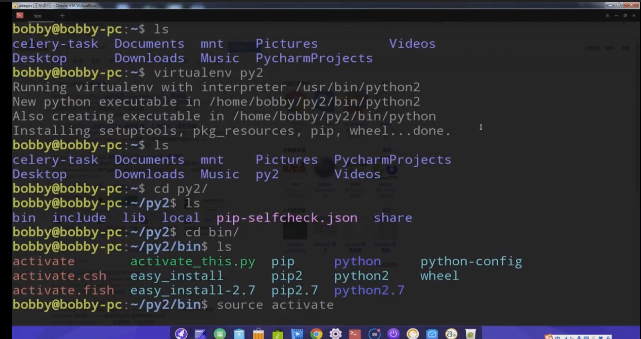 bobby@bobby-pc:~$ ls
celery-task Documents mnt Pictures Videos
Desktop Downloads Music PycharmProjects
bobby@bobby-pc:~$ virtualenv py2
Running virtualenv with interpreter /usr/bin/python2
New python executable in /home/bobby/py2/bin/python2
Also creating executable in /home/bobby/py2/bin/python
Installing setuptools, pkg_resources, pip, wheel...done.
bobby@bobby-pc:~$ ls
celery-task Documents mnt Pictures PycharmProjects
Desktop Downloads Music py2 Videos
bobby@bobby-pc:~$ cd py2/
bobby@bobby-pc:~/py2$ ls
bin include lib local pip-selfcheck.json share
bobby@bobby-pc:~/py2$ cd bin/
bobby@bobby-pc:~/py2/bin$ ls
activate activate_this.py pip python python-config
activate.csh easy_install pip2 python2 wheel
activate.fish easy_install-2.7 pip2.7 python2.7
bobby@bobby-pc:~/py2/bin$ source activate